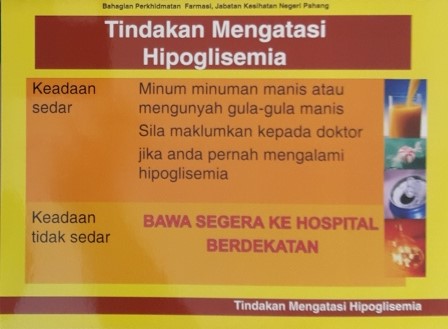 Bahagian Perkhidmatan Farmasi, Jabatan Kesihatan Negeri Pahang
Tindakan Mengatasi
Hipoglisemia
Keadaan
sedar
Minum minuman manis atau
mengunyah gula-gula manis
Sila maklumkan kepada doktor
jika anda pernah mengalami
hipoglisemia
Keadaan
tidak sedar
BAWA SEGERA KE HOSPITAL
BERDEKATAN
Tindakan Mengatasi Hipoglisemia